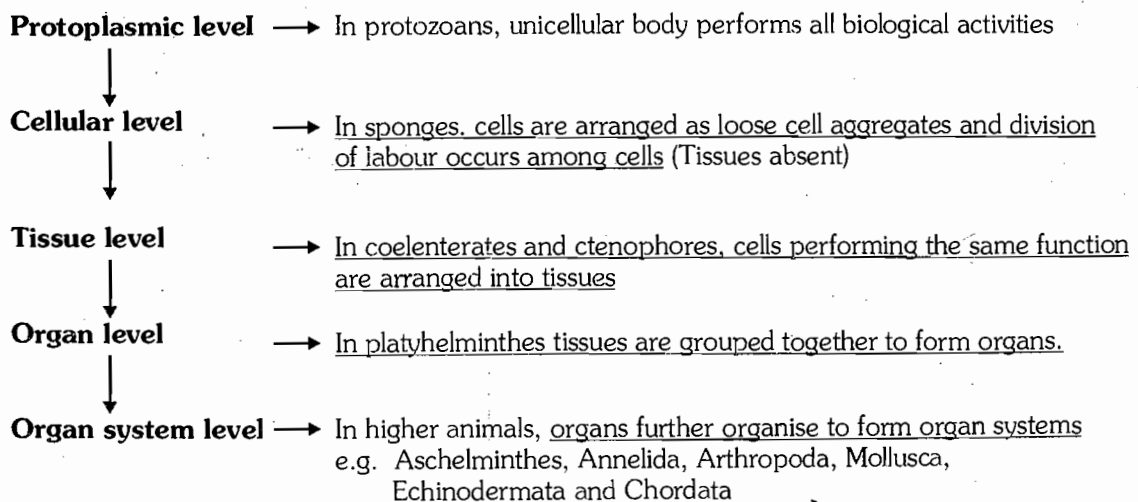 Protoplasmic level → In protozoans, unicellular body performs all biological activities
Cellular level → In sponges. cells are arranged as loose cell aggregates and division
of labour occurs among cells (Tissues absent)
Tissue level → In coelenterates and ctenophores, cells performing the same function
are arranged into tissues
Organ level → In platyhelminthes tissues are grouped together to form organs.
Organ system level → In higher animals, organs further organise to form organ systems
e.g. Aschelminthes, Annelida, Arthropoda, Mollusca,
Echinodermata and Chordata